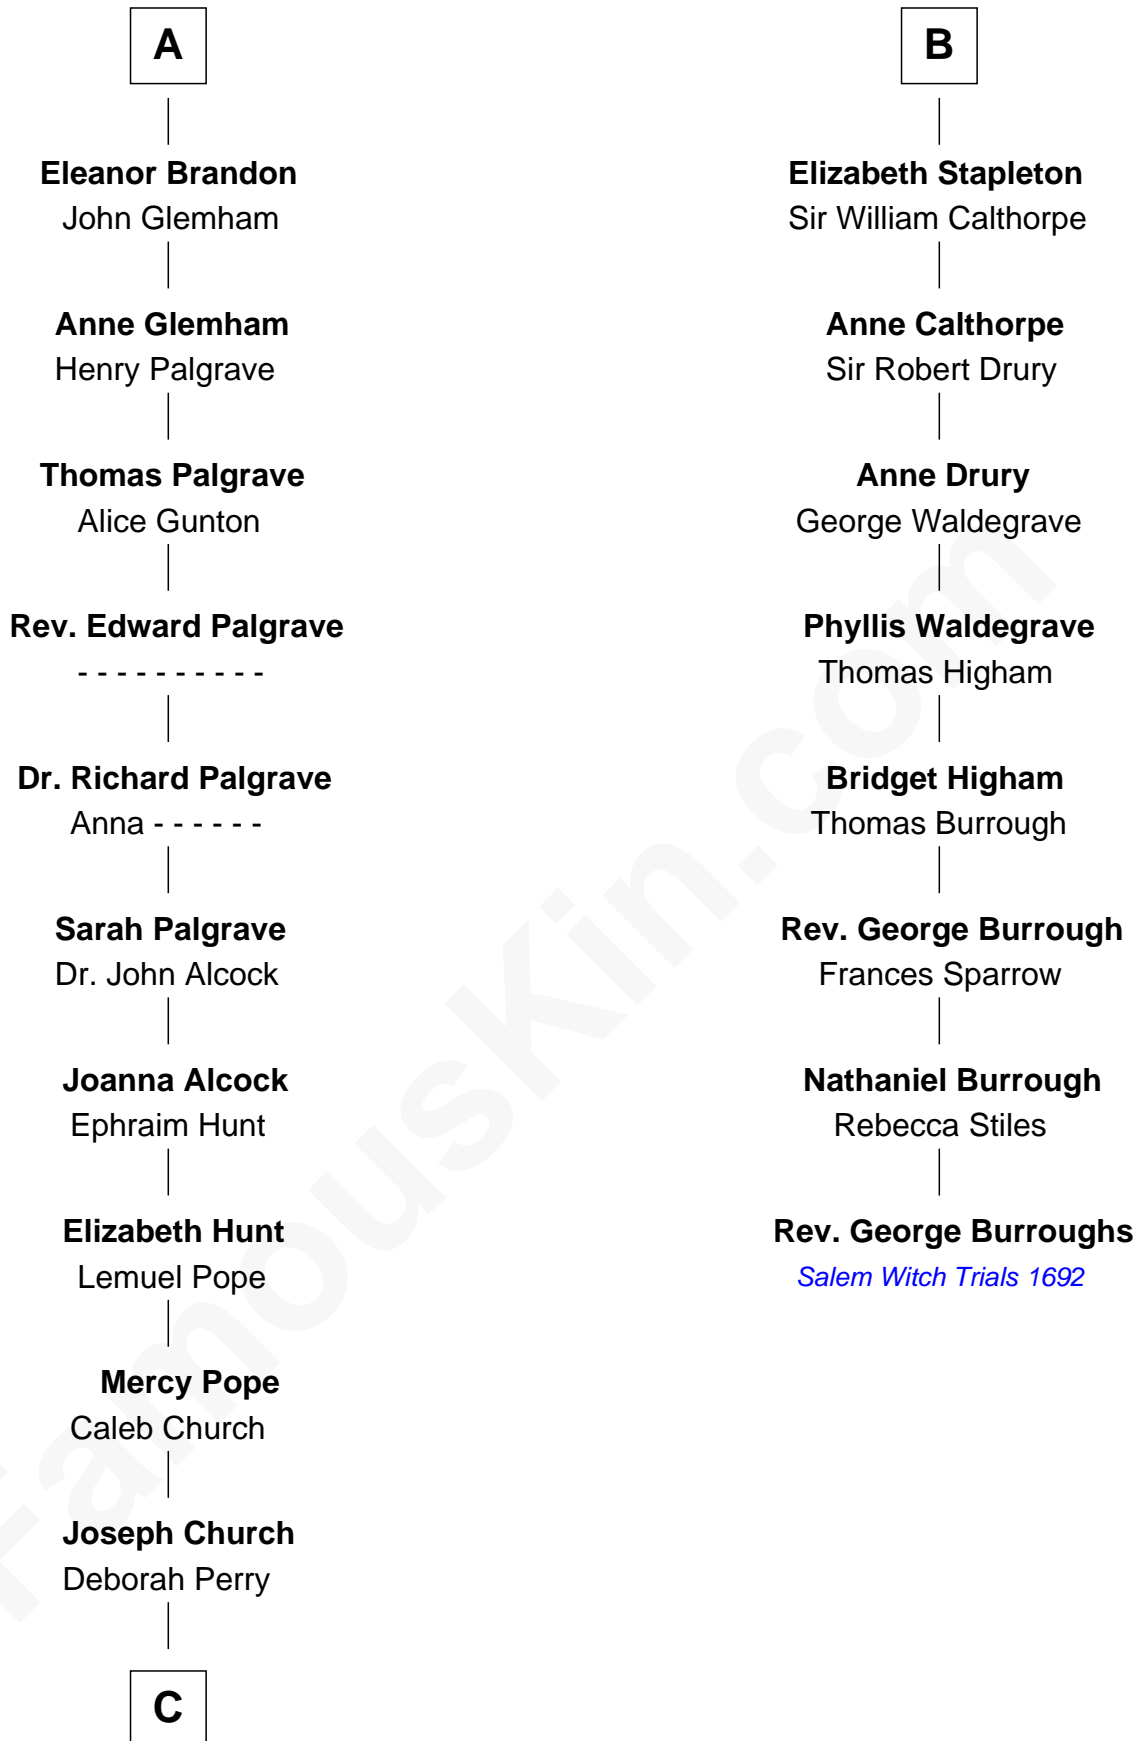 A
Eleanor Brandon
John Glemham
Anne Glemham
Henry Palgrave
Thomas Palgrave
Alice Gunton
Rev. Edward Palgrave
- - - - - - - - - -
Dr. Richard Palgrave
Anna - - - - - -
Sarah Palgrave
Dr. John Alcock
Joanna Alcock
Ephraim Hunt
Elizabeth Hunt
Lemuel Pope
Mercy Pope
Caleb Church
Joseph Church
Deborah Perry
C
B
Elizabeth Stapleton
Sir William Calthorpe
Anne Calthorpe
Sir Robert Drury
Anne Drury
George Waldegrave
Phyllis Waldegrave
Thomas Higham
Bridget Higham
Thomas Burrough
Rev. George Burrough
Frances Sparrow
Nathaniel Burrough
Rebecca Stiles
Rev. George Burroughs
Salem Witch Trials 1692
FamousKin.com